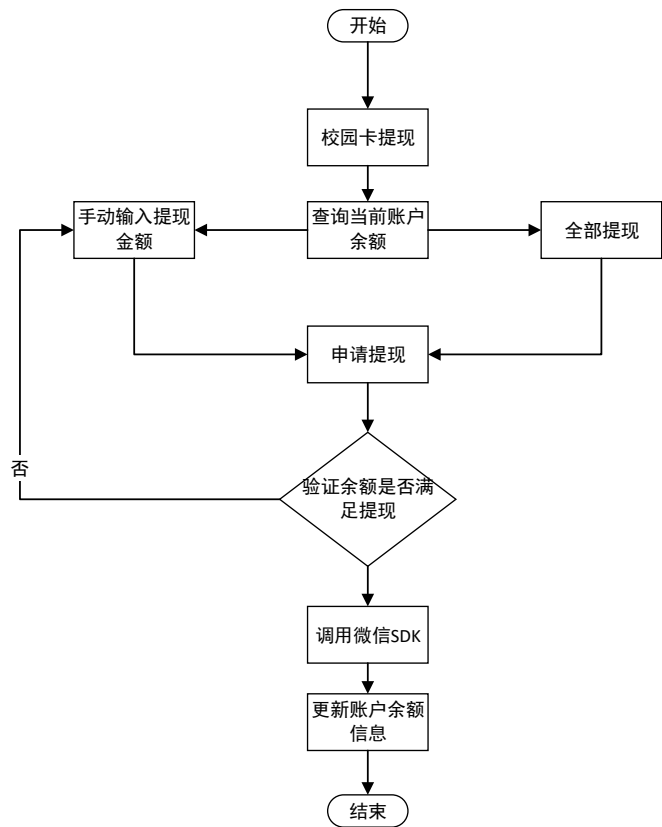 开始
校园卡提现
手动输入提现
金额
查询当前账户
余额
全部提现
申请提现
否
验证余额是否满
足提现
调用微信SDK
更新账户余额
信息
结束